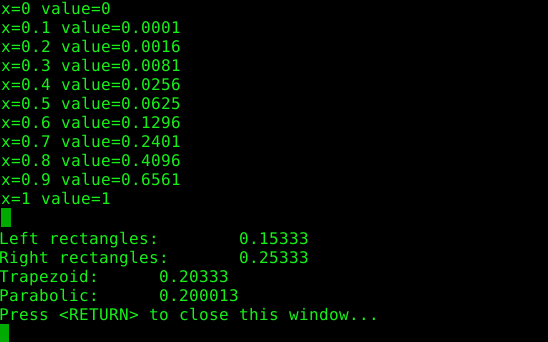 x=0 value=0
x=0.1 value=0.0001
x=0.2 value=0.0016
x=0.3 value=0.0081
x=0.4 value=0.0256
x=0.5 value=0.0625
x=0.6 value=0.1296
x=0.7 value=0.2401
x=0.8 value=0.4096
x=0.9 value=0.6561
x=1 value=1
Left rectangles: 0.15333
Right rectangles: 0.25333
Trapezoid: 0.20333
Parabolic: 0.200013
Press <RETURN> to close this window...